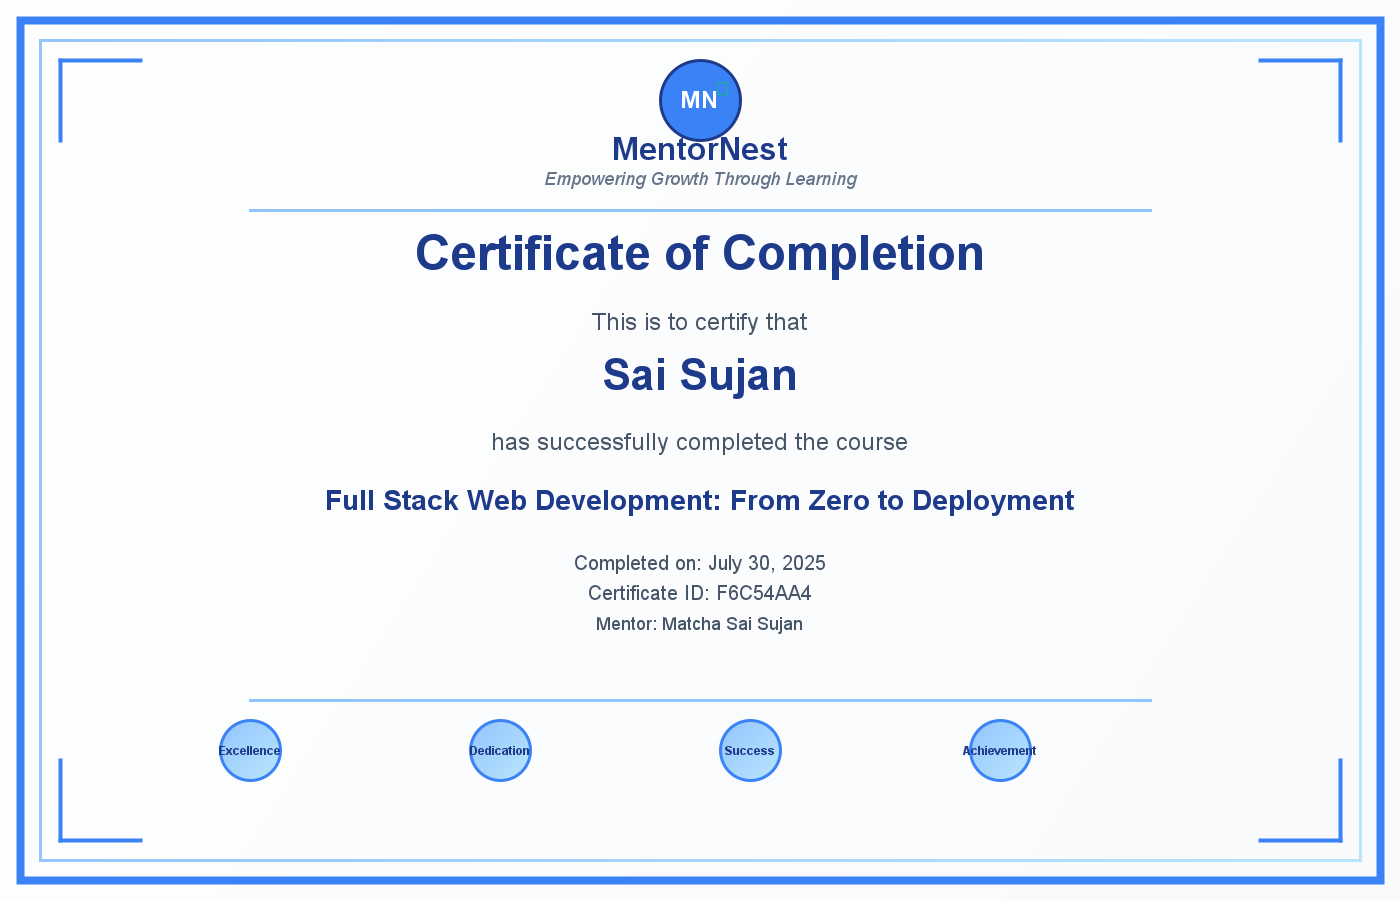 MN
MentorNest
Empowering Growth Through Learning
Certificate of Completion
This is to certify that
Sai Sujan
has successfully completed the course
Full Stack Web Development: From Zero to Deployment
Completed on: July 30, 2025
Certificate ID: F6C54AA4
Mentor: Matcha Sai Sujan
Excellence
Dedication
Success
Achievement